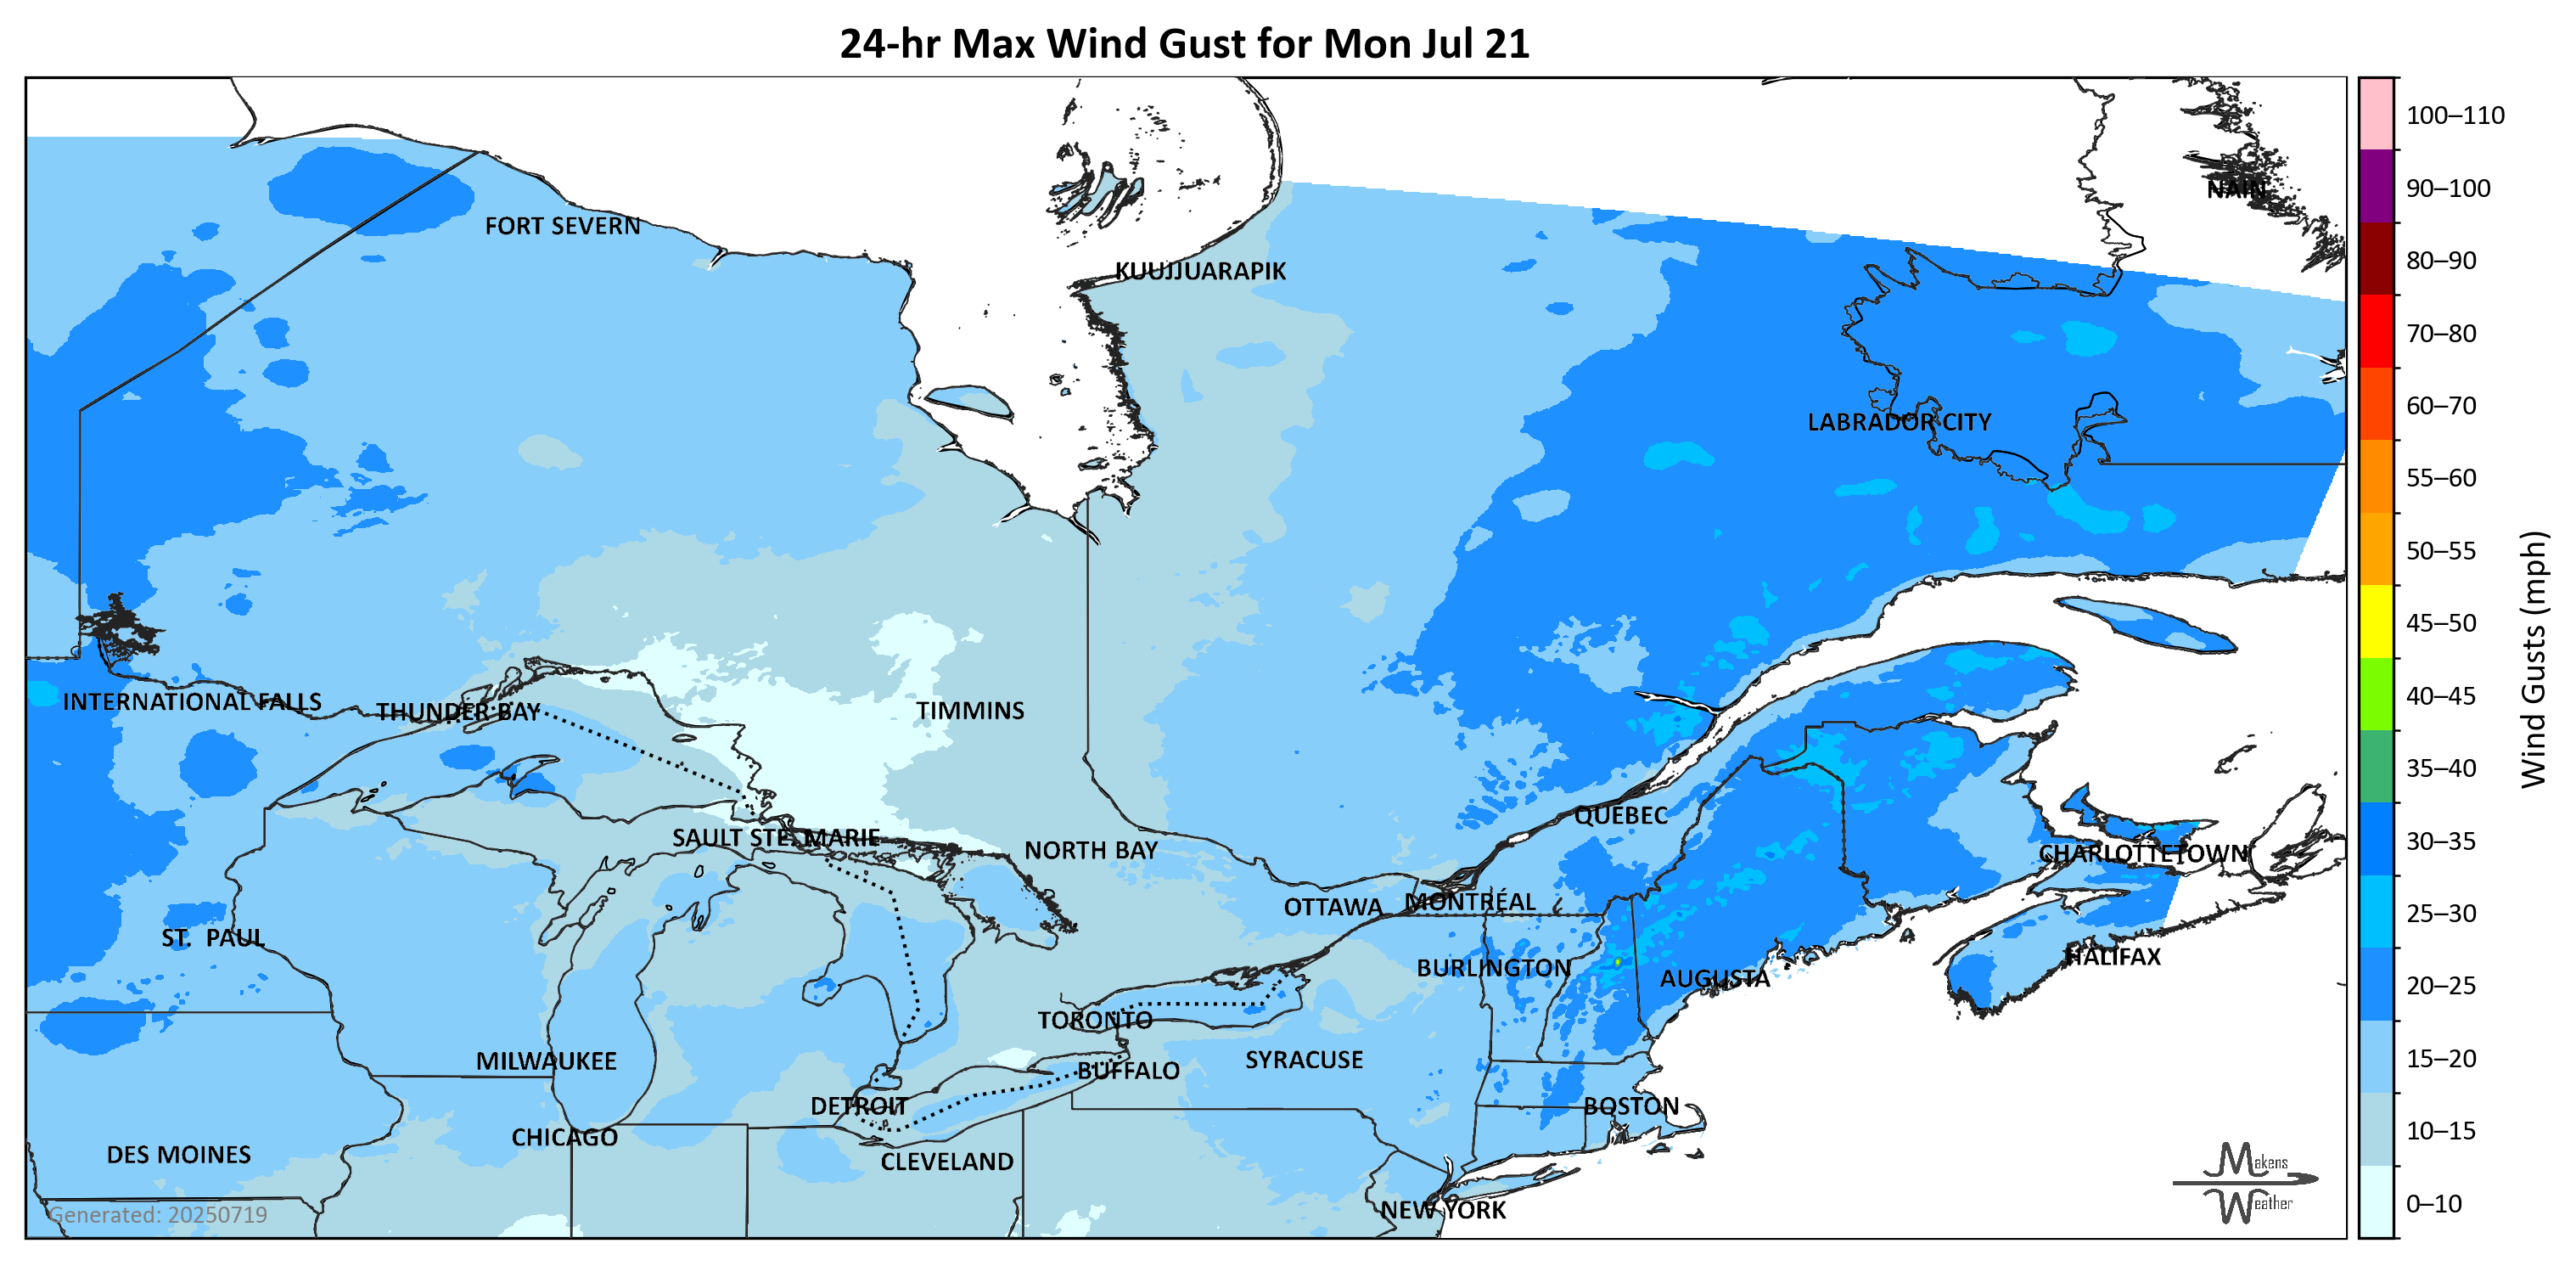 24-hr Max Wind Gust for Mon Jul 21
100–110
90–100
NAIN
80–90
FORT SEVERN
KUUJJUARAPIK
70–80
60–70
LABRADOR CITY
55–60
50–55
45–50
Wind Gusts (mph)
40–45
INTERNATIONAL FALLS
THUNDER BAY
TIMMINS
35–40
QUEBEC
30–35
SAULT STE. MARIE
NORTH BAY
CHARLOTTETOWN
OTTAWA
MONTRÉAL
25–30
ST. PAUL
HALIFAX
BURLINGTON
AUGUSTA
20–25
TORONTO
MILWAUKEE
SYRACUSE
15–20
BUFFALO
DETROIT
BOSTON
CHICAGO
10–15
DES MOINES
CLEVELAND
Makens
Weather
NEW YORK
0–10
Generated: 20250719